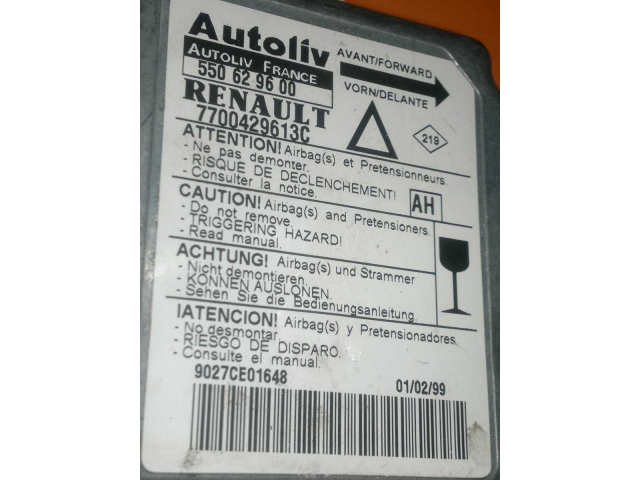 Autoliv
AUTOLIV FRANCE
550 62 96 00
RENAULT
7700429613C
AVANT/FORWARD
VORN/DELANTE
219
ATTENTION! Airbag(s) et Pretensionneurs.
- Ne pas demonter.
- RISQUE DE DECLENCHEMENT!
- Consulter la notice.
AH
CAUTION! Airbag(s) and Pretensioners.
- Do not remove.
- TRIGGERING HAZARD!
- Read manual.
ACHTUNG! Airbag(s) und Strammer
- Nicht demontieren.
- KONNEN AUSLONEN.
- Sehen Sie die Bedienungsanleitung.
IATENCION! Airbag(s) y Pretensionadores.
- No desmontar.
- RIESGO DE DISPARO.
- Consulte el manual.
9027CE01648
01/02/99